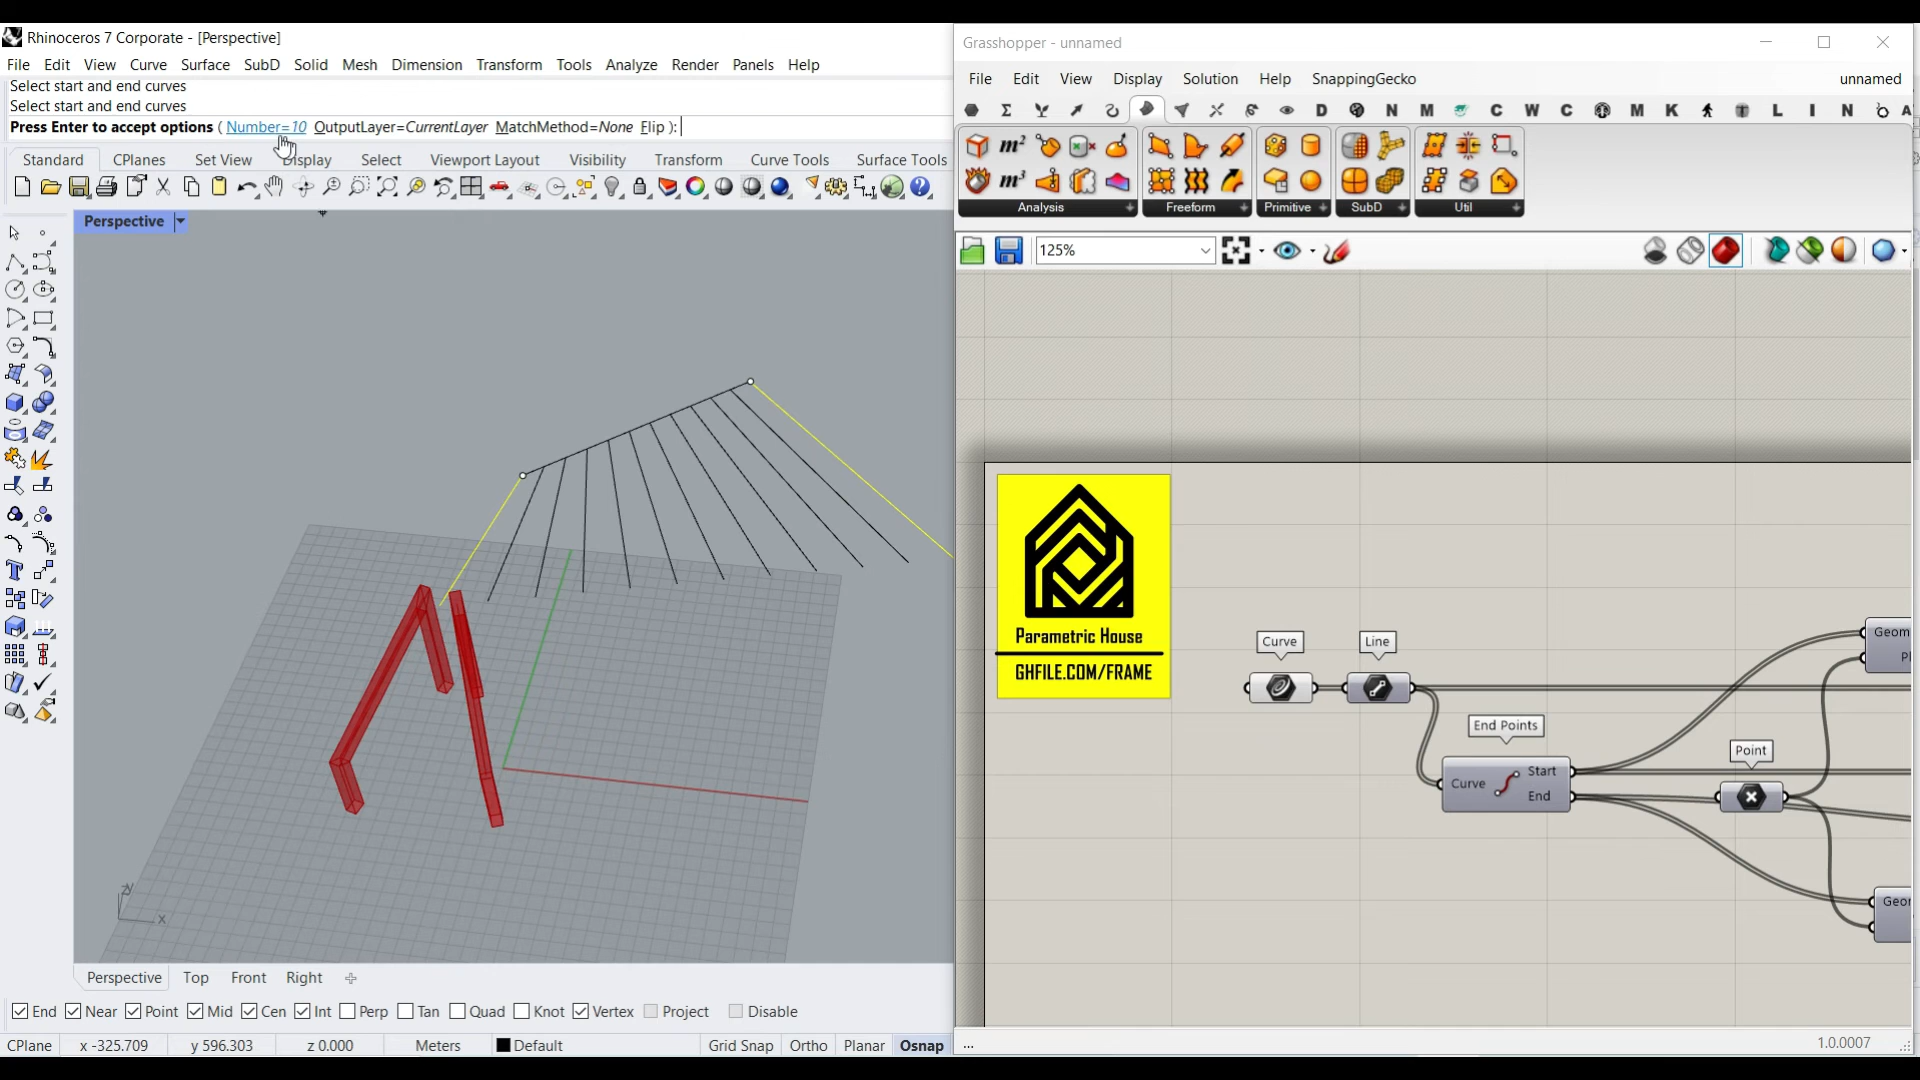 Rhinoceros 7 Corporate - [Perspective]
File Edit View Curve Surface SubD Solid Mesh Dimension Transform Tools Analyze Render Panels Help
Select start and end curves
Select start and end curves
Press Enter to accept options ( Number=10 OutputLayer=CurrentLayer MatchMethod=None Flip ):
Standard CPlanes Set View Display Select Viewport Layout Visibility Transform Curve Tools Surface Tools
Perspective
Perspective Top Front Right
End Near Point Mid Cen Int Perp Tan Quad Knot Vertex Project Disable
CPlane x -325.709 y 596.303 z 0.000 Meters Default Grid Snap Ortho Planar Osnap
Grasshopper - unnamed
File Edit View Display Solution Help SnappingGecko unnamed
D N M C W C M K L I N A
Analysis Freeform Primitive SubD Util
125%
Parametric House
GHFILE.COM/FRAME
Curve
Line
End Points
Curve
Start
End
Point
Geom
Pl
Geor
... 1.0.0007